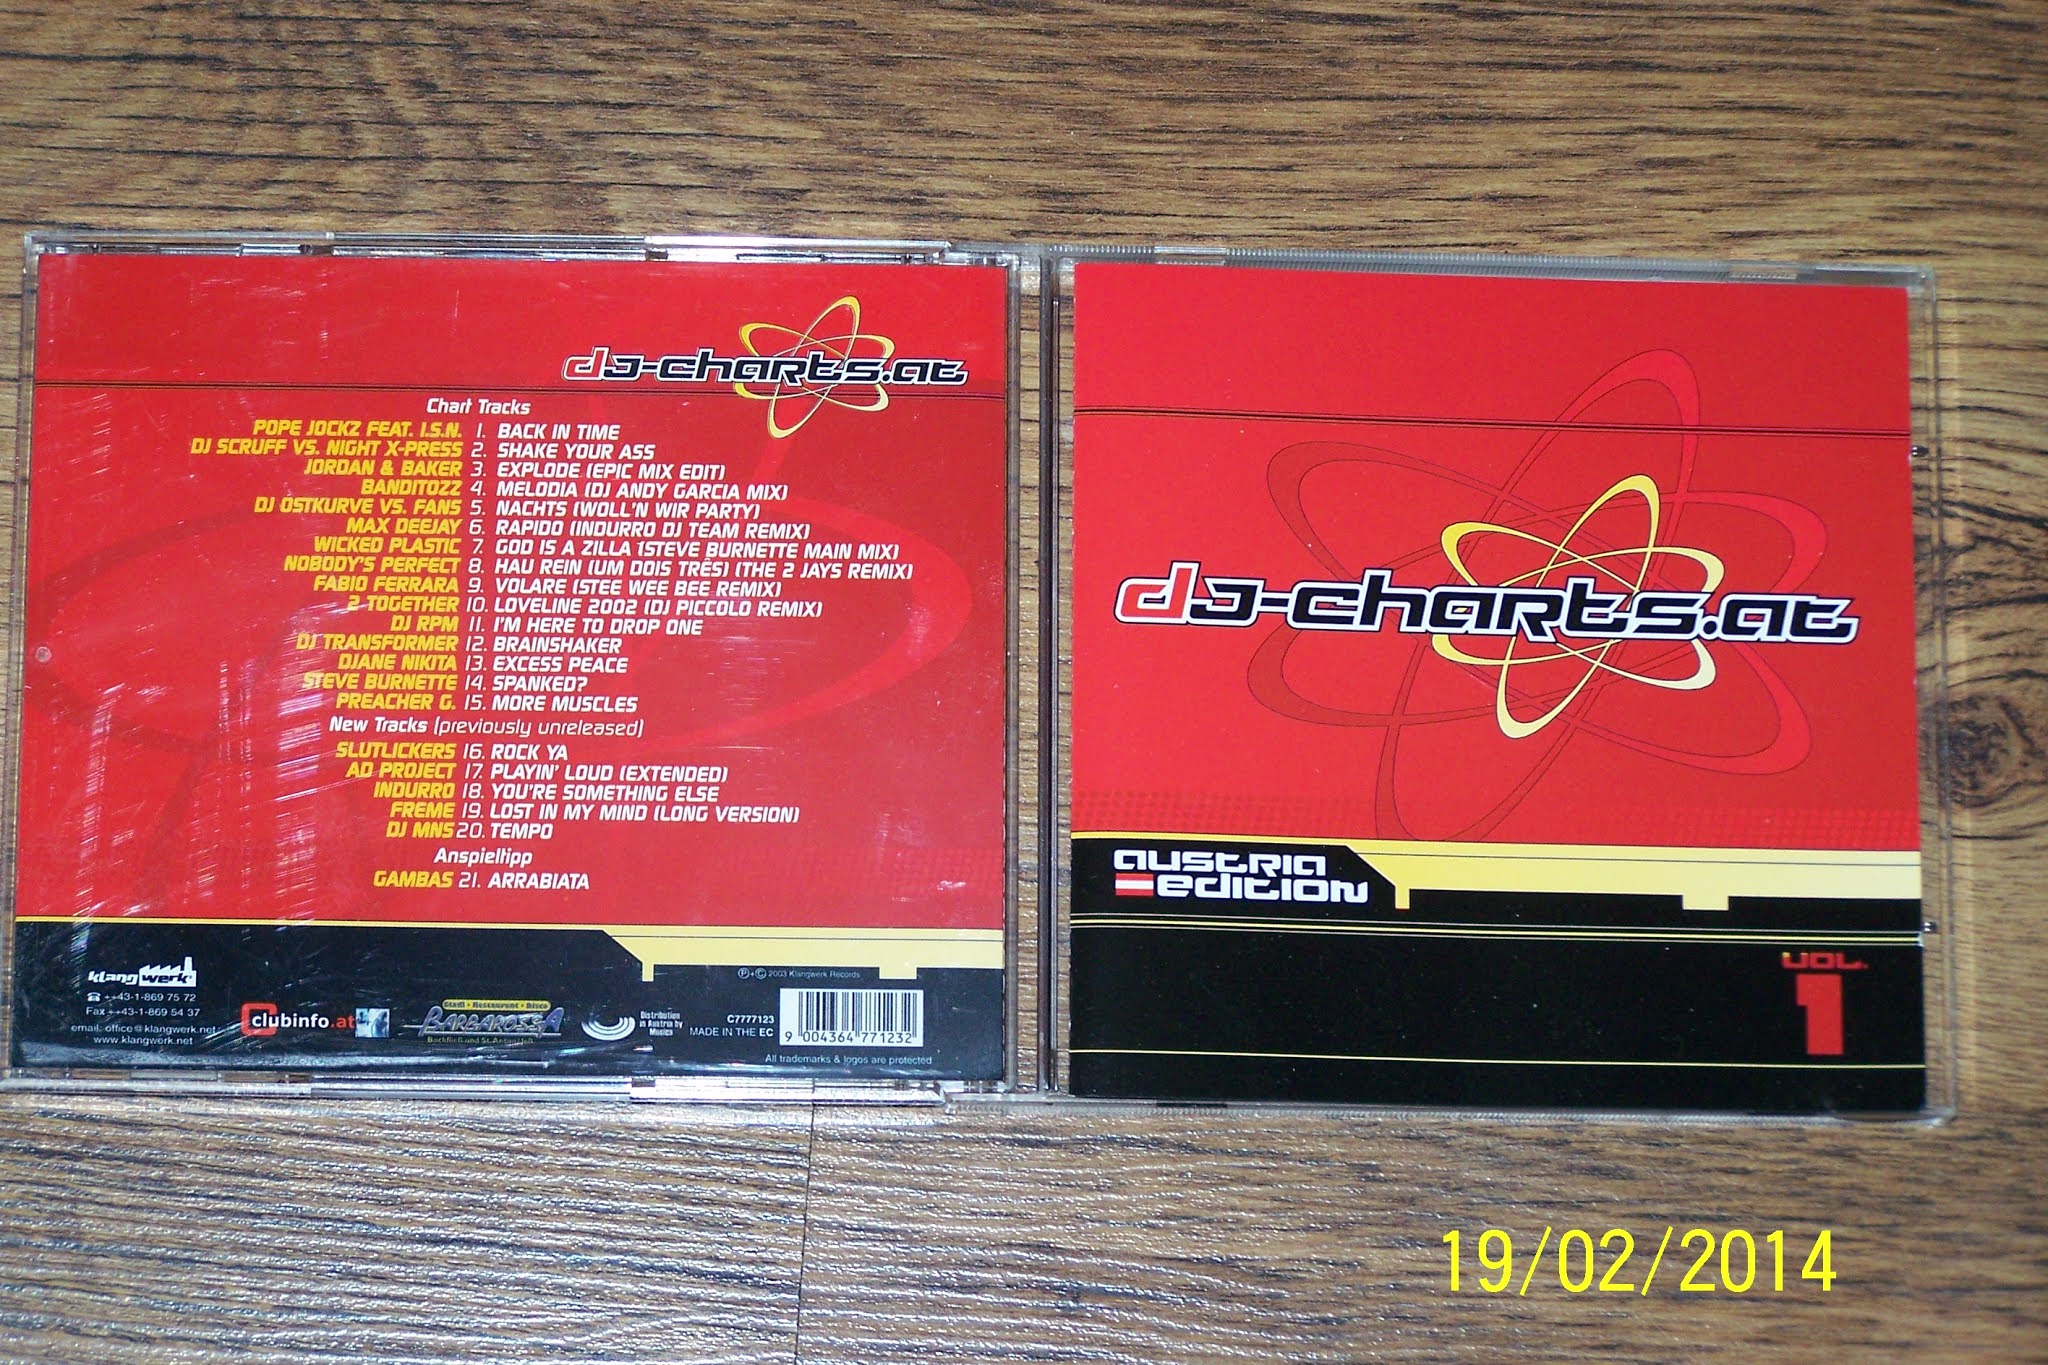 dj-charts.at
Chart Tracks
POPE JOCKZ FEAT. I.S.N. 1. BACK IN TIME
DJ SCRUFF VS. NIGHT X-PRESS 2. SHAKE YOUR ASS
JORDAN & BAKER 3. EXPLODE (EPIC MIX EDIT)
BANDITOZZ 4. MELODIA (DJ ANDY GARCIA MIX)
DJ OSTKURVE VS. FANS 5. NACHTS (WOLL'N WIR PARTY)
MAX DEEJAY 6. RAPIDO (INDURRO DJ TEAM REMIX)
WICKED PLASTIC 7. GOD IS A ZILLA 1STEVE BURNETTE MAIN MIX)
NOBODY'S PERFECT 8. HAU REIN (UM DOIS TRÊS) (THE 2 JAYS REMIX)
FABIO FERRARA 9. VOLARE (STEE WEE BEE REMIX)
2 TOGETHER 10. LOVELINE 2002 (DJ PICCOLO REMIX)
DJ RPM 11. I'M HERE TO DROP ONE
DJ TRANSFORMER 12. BRAINSHAKER
DJANE NIKITA 13. EXCESS PEACE
STEVE BURNETTE 14. SPANKED?
PREACHER G. 15. MORE MUSCLES
New Tracks (previously unreleased)
SLUTLICKERS 16. ROCK YA
AD PROJECT 17. PLAYIN' LOUD (EXTENDED)
INDURRO 18. YOU'RE SOMETHING ELSE
FREME 19. LOST IN MY MIND (LONG VERSION)
DJ MNS 20. TEMPO
Anspieltipp
GAMBAS 21. ARRABIATA
klangwerk
☎ ++43-1-869 75 72
Fax ++43-1-869 54 37
email: office@klangwerk.net
www.klangwerk.net
clubinfo.at
Stadl • Restaurant • Disco
BARBAROSSA
Distribution
in Austria by
Musica
℗+© 2003 Klangwerk Records
C7777123
MADE IN THE EC
9 004364 771232
All trademarks & logos are protected
dj-charts.at
austria
edition
VOL.
1
19/02/2014